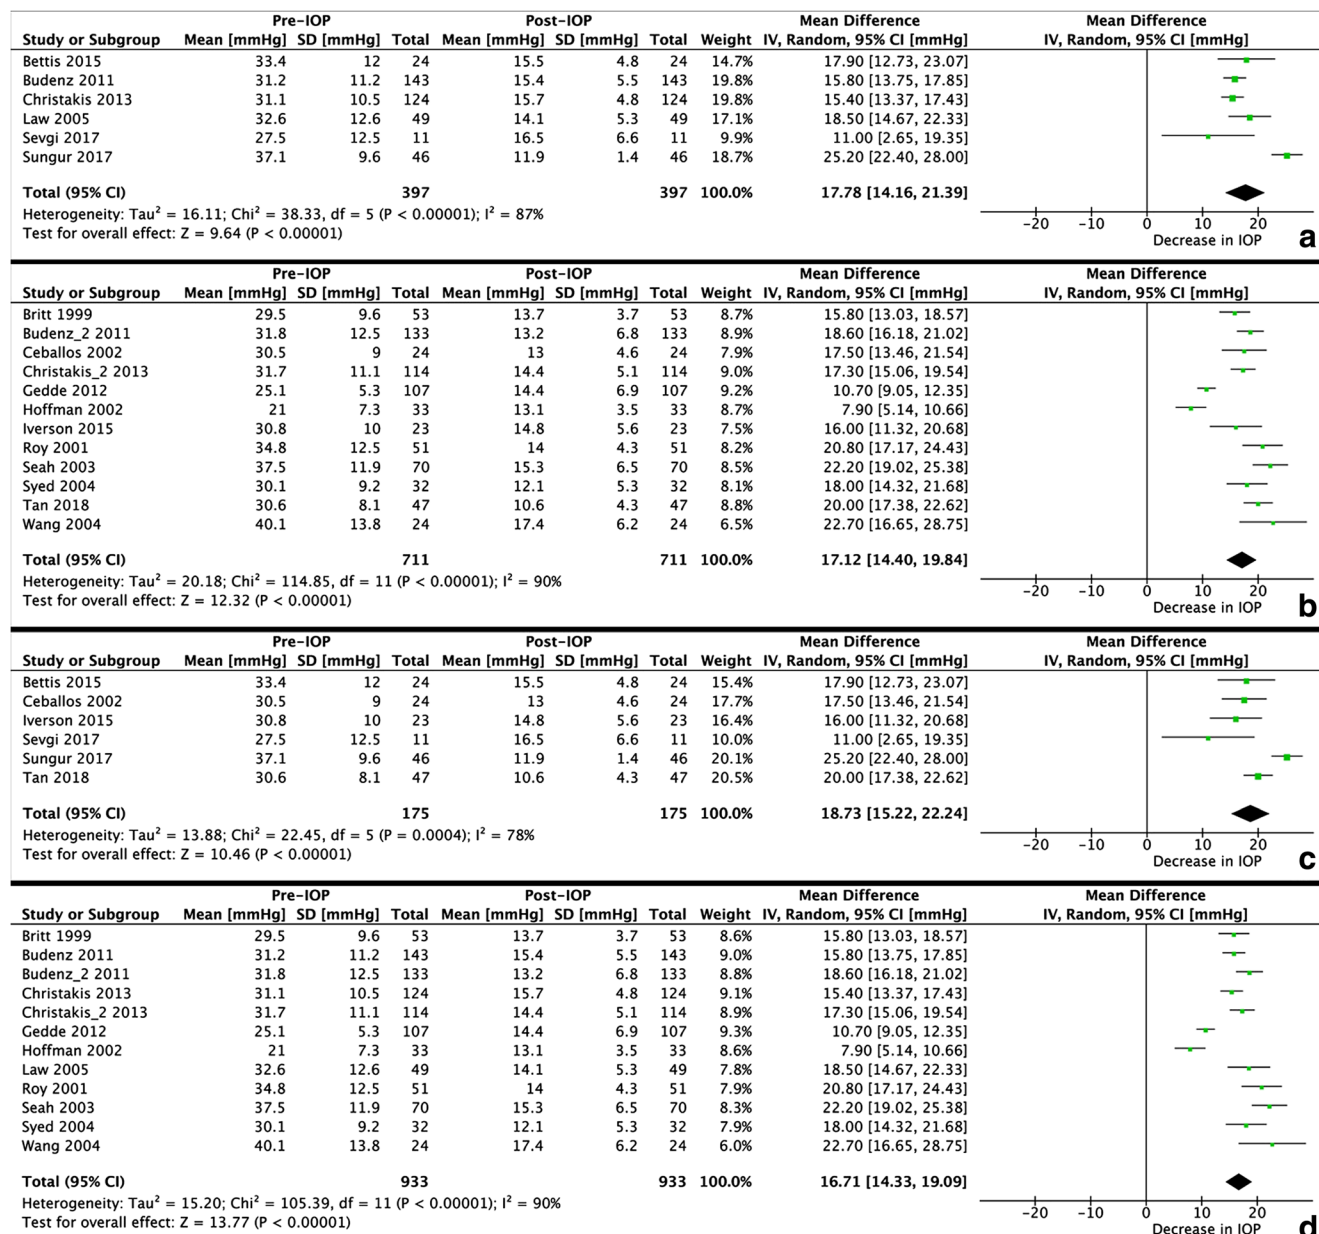 Pre-IOP Post-IOP Mean Difference Mean Difference
Study or Subgroup Mean [mmHg] SD [mmHg] Total Mean [mmHg] SD [mmHg] Total Weight IV, Random, 95% CI [mmHg] IV, Random, 95% CI [mmHg]
Bettis 2015 33.4 12 24 15.5 4.8 24 14.7% 17.90 [12.73, 23.07]
Budenz 2011 31.2 11.2 143 15.4 5.5 143 19.8% 15.80 [13.75, 17.85]
Christakis 2013 31.1 10.5 124 15.7 4.8 124 19.8% 15.40 [13.37, 17.43]
Law 2005 32.6 12.6 49 14.1 5.3 49 17.1% 18.50 [14.67, 22.33]
Sevgi 2017 27.5 12.5 11 16.5 6.6 11 9.9% 11.00 [2.65, 19.35]
Sungur 2017 37.1 9.6 46 11.9 1.4 46 18.7% 25.20 [22.40, 28.00]
Total (95% CI) 397 397 100.0% 17.78 [14.16, 21.39]
Heterogeneity: Tau² = 16.11; Chi² = 38.33, df = 5 (P < 0.00001); I² = 87%
Test for overall effect: Z = 9.64 (P < 0.00001)
-20 -10 0 10 20
Decrease in IOP
a
Pre-IOP Post-IOP Mean Difference Mean Difference
Study or Subgroup Mean [mmHg] SD [mmHg] Total Mean [mmHg] SD [mmHg] Total Weight IV, Random, 95% CI [mmHg] IV, Random, 95% CI [mmHg]
Britt 1999 29.5 9.6 53 13.7 3.7 53 8.7% 15.80 [13.03, 18.57]
Budenz_2 2011 31.8 12.5 133 13.2 6.8 133 8.9% 18.60 [16.18, 21.02]
Ceballos 2002 30.5 9 24 13 4.6 24 7.9% 17.50 [13.46, 21.54]
Christakis_2 2013 31.7 11.1 114 14.4 5.1 114 9.0% 17.30 [15.06, 19.54]
Gedde 2012 25.1 5.3 107 14.4 6.9 107 9.2% 10.70 [9.05, 12.35]
Hoffman 2002 21 7.3 33 13.1 3.5 33 8.7% 7.90 [5.14, 10.66]
Iverson 2015 30.8 10 23 14.8 5.6 23 7.5% 16.00 [11.32, 20.68]
Roy 2001 34.8 12.5 51 14 4.3 51 8.2% 20.80 [17.17, 24.43]
Seah 2003 37.5 11.9 70 15.3 6.5 70 8.5% 22.20 [19.02, 25.38]
Syed 2004 30.1 9.2 32 12.1 5.3 32 8.1% 18.00 [14.32, 21.68]
Tan 2018 30.6 8.1 47 10.6 4.3 47 8.8% 20.00 [17.38, 22.62]
Wang 2004 40.1 13.8 24 17.4 6.2 24 6.5% 22.70 [16.65, 28.75]
Total (95% CI) 711 711 100.0% 17.12 [14.40, 19.84]
Heterogeneity: Tau² = 20.18; Chi² = 114.85, df = 11 (P < 0.00001); I² = 90%
Test for overall effect: Z = 12.32 (P < 0.00001)
-20 -10 0 10 20
Decrease in IOP
b
Pre-IOP Post-IOP Mean Difference Mean Difference
Study or Subgroup Mean [mmHg] SD [mmHg] Total Mean [mmHg] SD [mmHg] Total Weight IV, Random, 95% CI [mmHg] IV, Random, 95% CI [mmHg]
Bettis 2015 33.4 12 24 15.5 4.8 24 15.4% 17.90 [12.73, 23.07]
Ceballos 2002 30.5 9 24 13 4.6 24 17.7% 17.50 [13.46, 21.54]
Iverson 2015 30.8 10 23 14.8 5.6 23 16.4% 16.00 [11.32, 20.68]
Sevgi 2017 27.5 12.5 11 16.5 6.6 11 10.0% 11.00 [2.65, 19.35]
Sungur 2017 37.1 9.6 46 11.9 1.4 46 20.1% 25.20 [22.40, 28.00]
Tan 2018 30.6 8.1 47 10.6 4.3 47 20.5% 20.00 [17.38, 22.62]
Total (95% CI) 175 175 100.0% 18.73 [15.22, 22.24]
Heterogeneity: Tau² = 13.88; Chi² = 22.45, df = 5 (P = 0.0004); I² = 78%
Test for overall effect: Z = 10.46 (P < 0.00001)
-20 -10 0 10 20
Decrease in IOP
c
Pre-IOP Post-IOP Mean Difference Mean Difference
Study or Subgroup Mean [mmHg] SD [mmHg] Total Mean [mmHg] SD [mmHg] Total Weight IV, Random, 95% CI [mmHg] IV, Random, 95% CI [mmHg]
Britt 1999 29.5 9.6 53 13.7 3.7 53 8.6% 15.80 [13.03, 18.57]
Budenz 2011 31.2 11.2 143 15.4 5.5 143 9.0% 15.80 [13.75, 17.85]
Budenz_2 2011 31.8 12.5 133 13.2 6.8 133 8.8% 18.60 [16.18, 21.02]
Christakis 2013 31.1 10.5 124 15.7 4.8 124 9.1% 15.40 [13.37, 17.43]
Christakis_2 2013 31.7 11.1 114 14.4 5.1 114 8.9% 17.30 [15.06, 19.54]
Gedde 2012 25.1 5.3 107 14.4 6.9 107 9.3% 10.70 [9.05, 12.35]
Hoffman 2002 21 7.3 33 13.1 3.5 33 8.6% 7.90 [5.14, 10.66]
Law 2005 32.6 12.6 49 14.1 5.3 49 7.8% 18.50 [14.67, 22.33]
Roy 2001 34.8 12.5 51 14 4.3 51 7.9% 20.80 [17.17, 24.43]
Seah 2003 37.5 11.9 70 15.3 6.5 70 8.3% 22.20 [19.02, 25.38]
Syed 2004 30.1 9.2 32 12.1 5.3 32 7.9% 18.00 [14.32, 21.68]
Wang 2004 40.1 13.8 24 17.4 6.2 24 6.0% 22.70 [16.65, 28.75]
Total (95% CI) 933 933 100.0% 16.71 [14.33, 19.09]
Heterogeneity: Tau² = 15.20; Chi² = 105.39, df = 11 (P < 0.00001); I² = 90%
Test for overall effect: Z = 13.77 (P < 0.00001)
-20 -10 0 10 20
Decrease in IOP
d